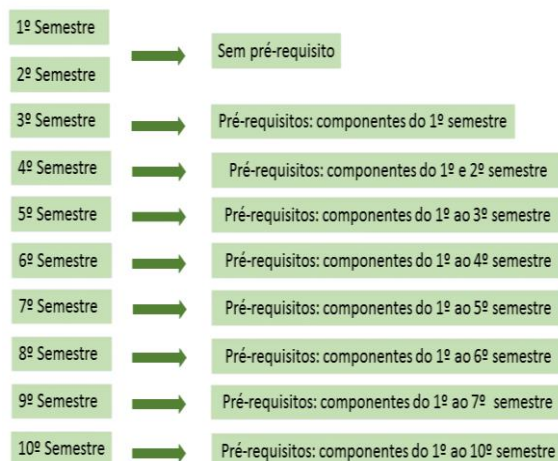 1º Semestre
Sem pré-requisito
2º Semestre
3º Semestre
Pré-requisitos: componentes do 1º semestre
4º Semestre
Pré-requisitos: componentes do 1º e 2º semestre
5º Semestre
Pré-requisitos: componentes do 1º ao 3º semestre
6º Semestre
Pré-requisitos: componentes do 1º ao 4º semestre
7º Semestre
Pré-requisitos: componentes do 1º ao 5º semestre
8º Semestre
Pré-requisitos: componentes do 1º ao 6º semestre
9º Semestre
Pré-requisitos: componentes do 1º ao 7º semestre
10º Semestre
Pré-requisitos: componentes do 1º ao 10º semestre